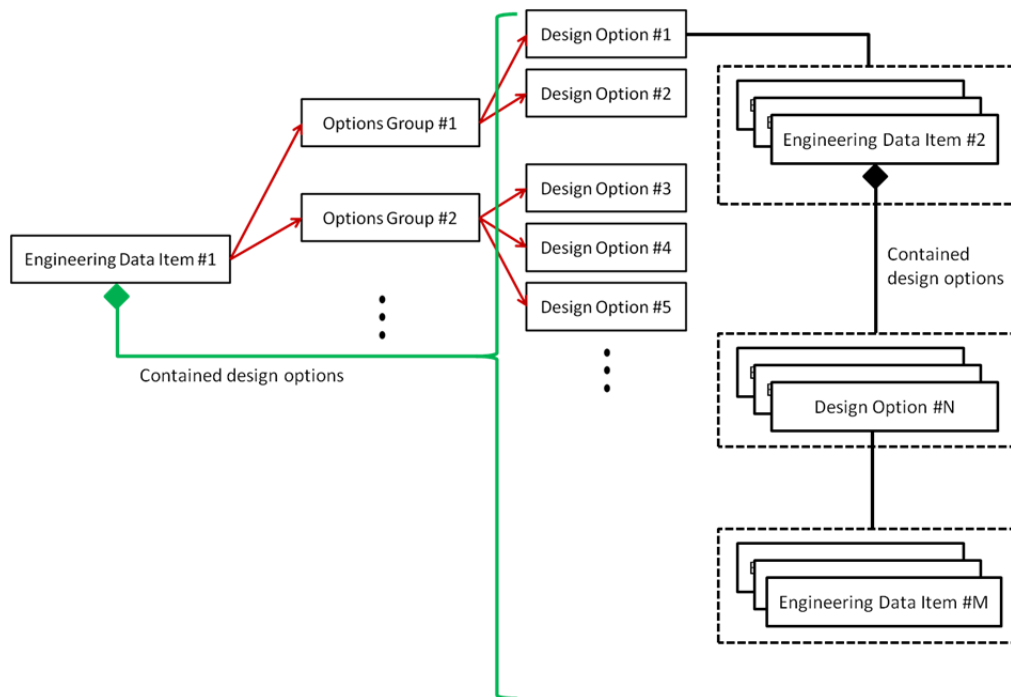 Design Option #1
Design Option #2
Options Group #1
Engineering Data Item #2
Design Option #3
Options Group #2
Design Option #4
Engineering Data Item #1
Contained
design options
Design Option #5
Contained design options
Design Option #N
Engineering Data Item #M